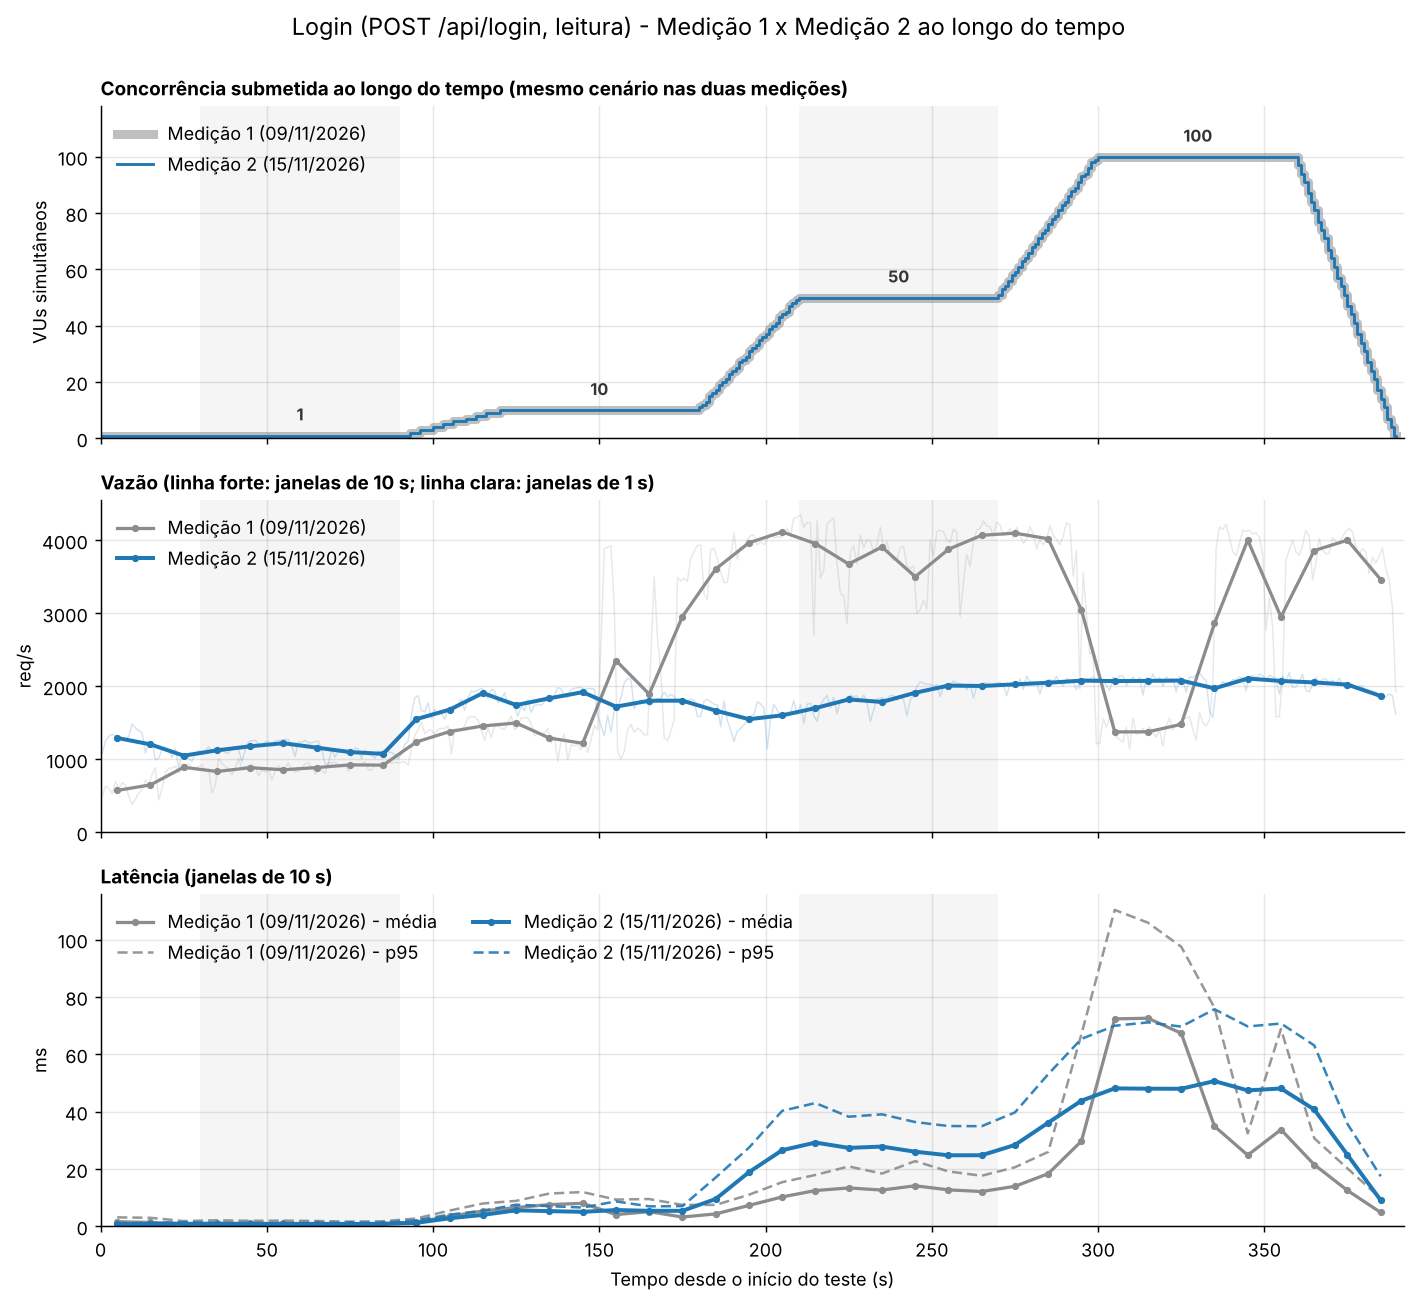 Login (POST /api/login, leitura) - Medição 1 x Medição 2 ao longo do tempo
Concorrência submetida ao longo do tempo (mesmo cenário nas duas medições)
Medição 1 (09/11/2026)
Medição 2 (15/11/2026)
VUs simultâneos
100
80
60
40
20
0
1
10
50
100
Vazão (linha forte: janelas de 10 s; linha clara: janelas de 1 s)
Medição 1 (09/11/2026)
Medição 2 (15/11/2026)
req/s
4000
3000
2000
1000
0
Latência (janelas de 10 s)
Medição 1 (09/11/2026) - média
Medição 1 (09/11/2026) - p95
Medição 2 (15/11/2026) - média
Medição 2 (15/11/2026) - p95
ms
100
80
60
40
20
0
0 50 100 150 200 250 300 350
Tempo desde o início do teste (s)